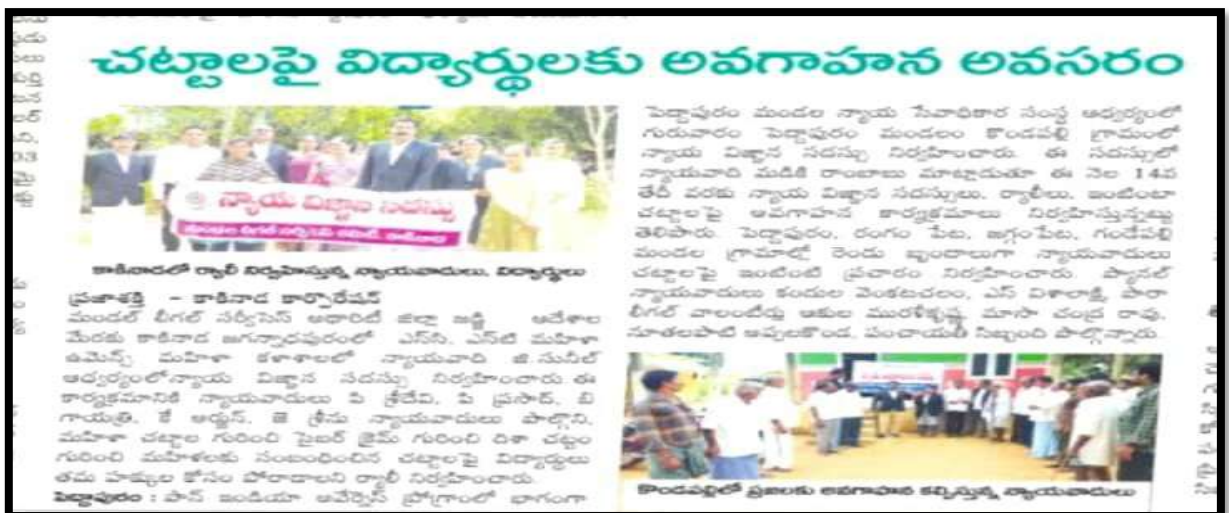 చట్టాలపై విద్యార్థులకు అవగాహన అవసరం
న్యాయ విజ్ఞాన సదస్సు
కాకినాడలో ర్యాలీ నిర్వహిస్తున్న న్యాయవాదులు, విద్యార్థులు
ప్రజాశక్తి - కాకినాడ కార్పొరేషన్
మండల్ లీగల్ సర్వీసెస్ అథారిటీ జిల్లా జడ్జి ఆదేశాల
మేరకు కాకినాడ జగన్నాధపురంలో ఎస్‌సి, ఎస్‌టి మహిళా
ఉమెన్స్ మహిళా కళాశాలలో న్యాయవాది జి.సునీల్
ఆధ్వర్యంలోన్యాయ విజ్ఞాన సదస్సు నిర్వహించారు ఈ
కార్యక్రమానికి న్యాయవాదులు పి శ్రీదేవి, పి ప్రసాద్, బి
గాయత్రి, కే అర్జున్, జె శ్రీను న్యాయవాదులు పాల్గొని,
మహిళా చట్టాల గురించి సైబర్ క్రైమ్ గురించి దిశా చట్టం
గురించి మహిళలకు సంబంధించిన చట్టాలపై విద్యార్థులు
తమ హక్కుల కోసం పోరాడాలని ర్యాలీ నిర్వహించారు.
పెద్దాపురం : పాన్ ఇండియా అవేర్నెస్ ప్రోగ్రాంలో భాగంగా
పెద్దాపురం మండల న్యాయ సేవాధికార సంస్థ ఆధ్వర్యంలో
గురువారం పెద్దాపురం మండలం కొండపల్లి గ్రామంలో
న్యాయ విజ్ఞాన సదస్సు నిర్వహించారు. ఈ సదస్సులో
న్యాయవాది మడికి రాంబాబు మాట్లాడుతూ ఈ నెల 14వ
తేదీ వరకు న్యాయ విజ్ఞాన సదస్సులు, ర్యాలీలు, ఇంటింటా
చట్టాలపై అవగాహన కార్యక్రమాలు నిర్వహిస్తున్నట్లు
తెలిపారు. పెద్దాపురం, రంగం పేట, జగ్గంపేట, గండేపల్లి
మండల గ్రామాల్లో రెండు బృందాలుగా న్యాయవాదులు
చట్టాలపై ఇంటింటి ప్రచారం నిర్వహించారు. ప్యానల్
న్యాయవాదులు కందుల వెంకటచలం, ఎస్ విశాలాక్షి, పారా
లీగల్ వాలంటీర్లు ఆకుల మురళీకృష్ణ, మాసా చంద్ర రావు,
నూతలపాటి అప్పలకొండ, పంచాయతీ సిబ్బంది పాల్గొన్నారు.
కొండపల్లిలో ప్రజలకు అవగాహన కల్పిస్తున్న న్యాయవాదులు